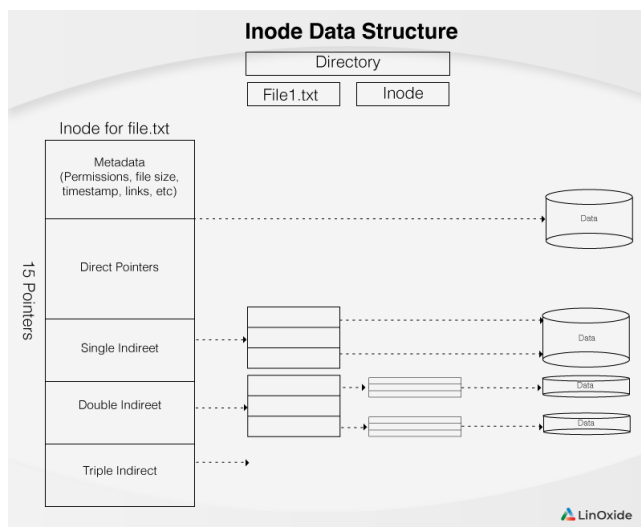 Inode Data Structure
Directory
File1.txt
Inode
Inode for file.txt
Metadata
(Permissions, file size,
timestamp, links, etc)
Data
15 Pointers
Direct Pointers
Single Indireet
Data
Double Indireet
Data
Data
Triple Indirect
LinOxide